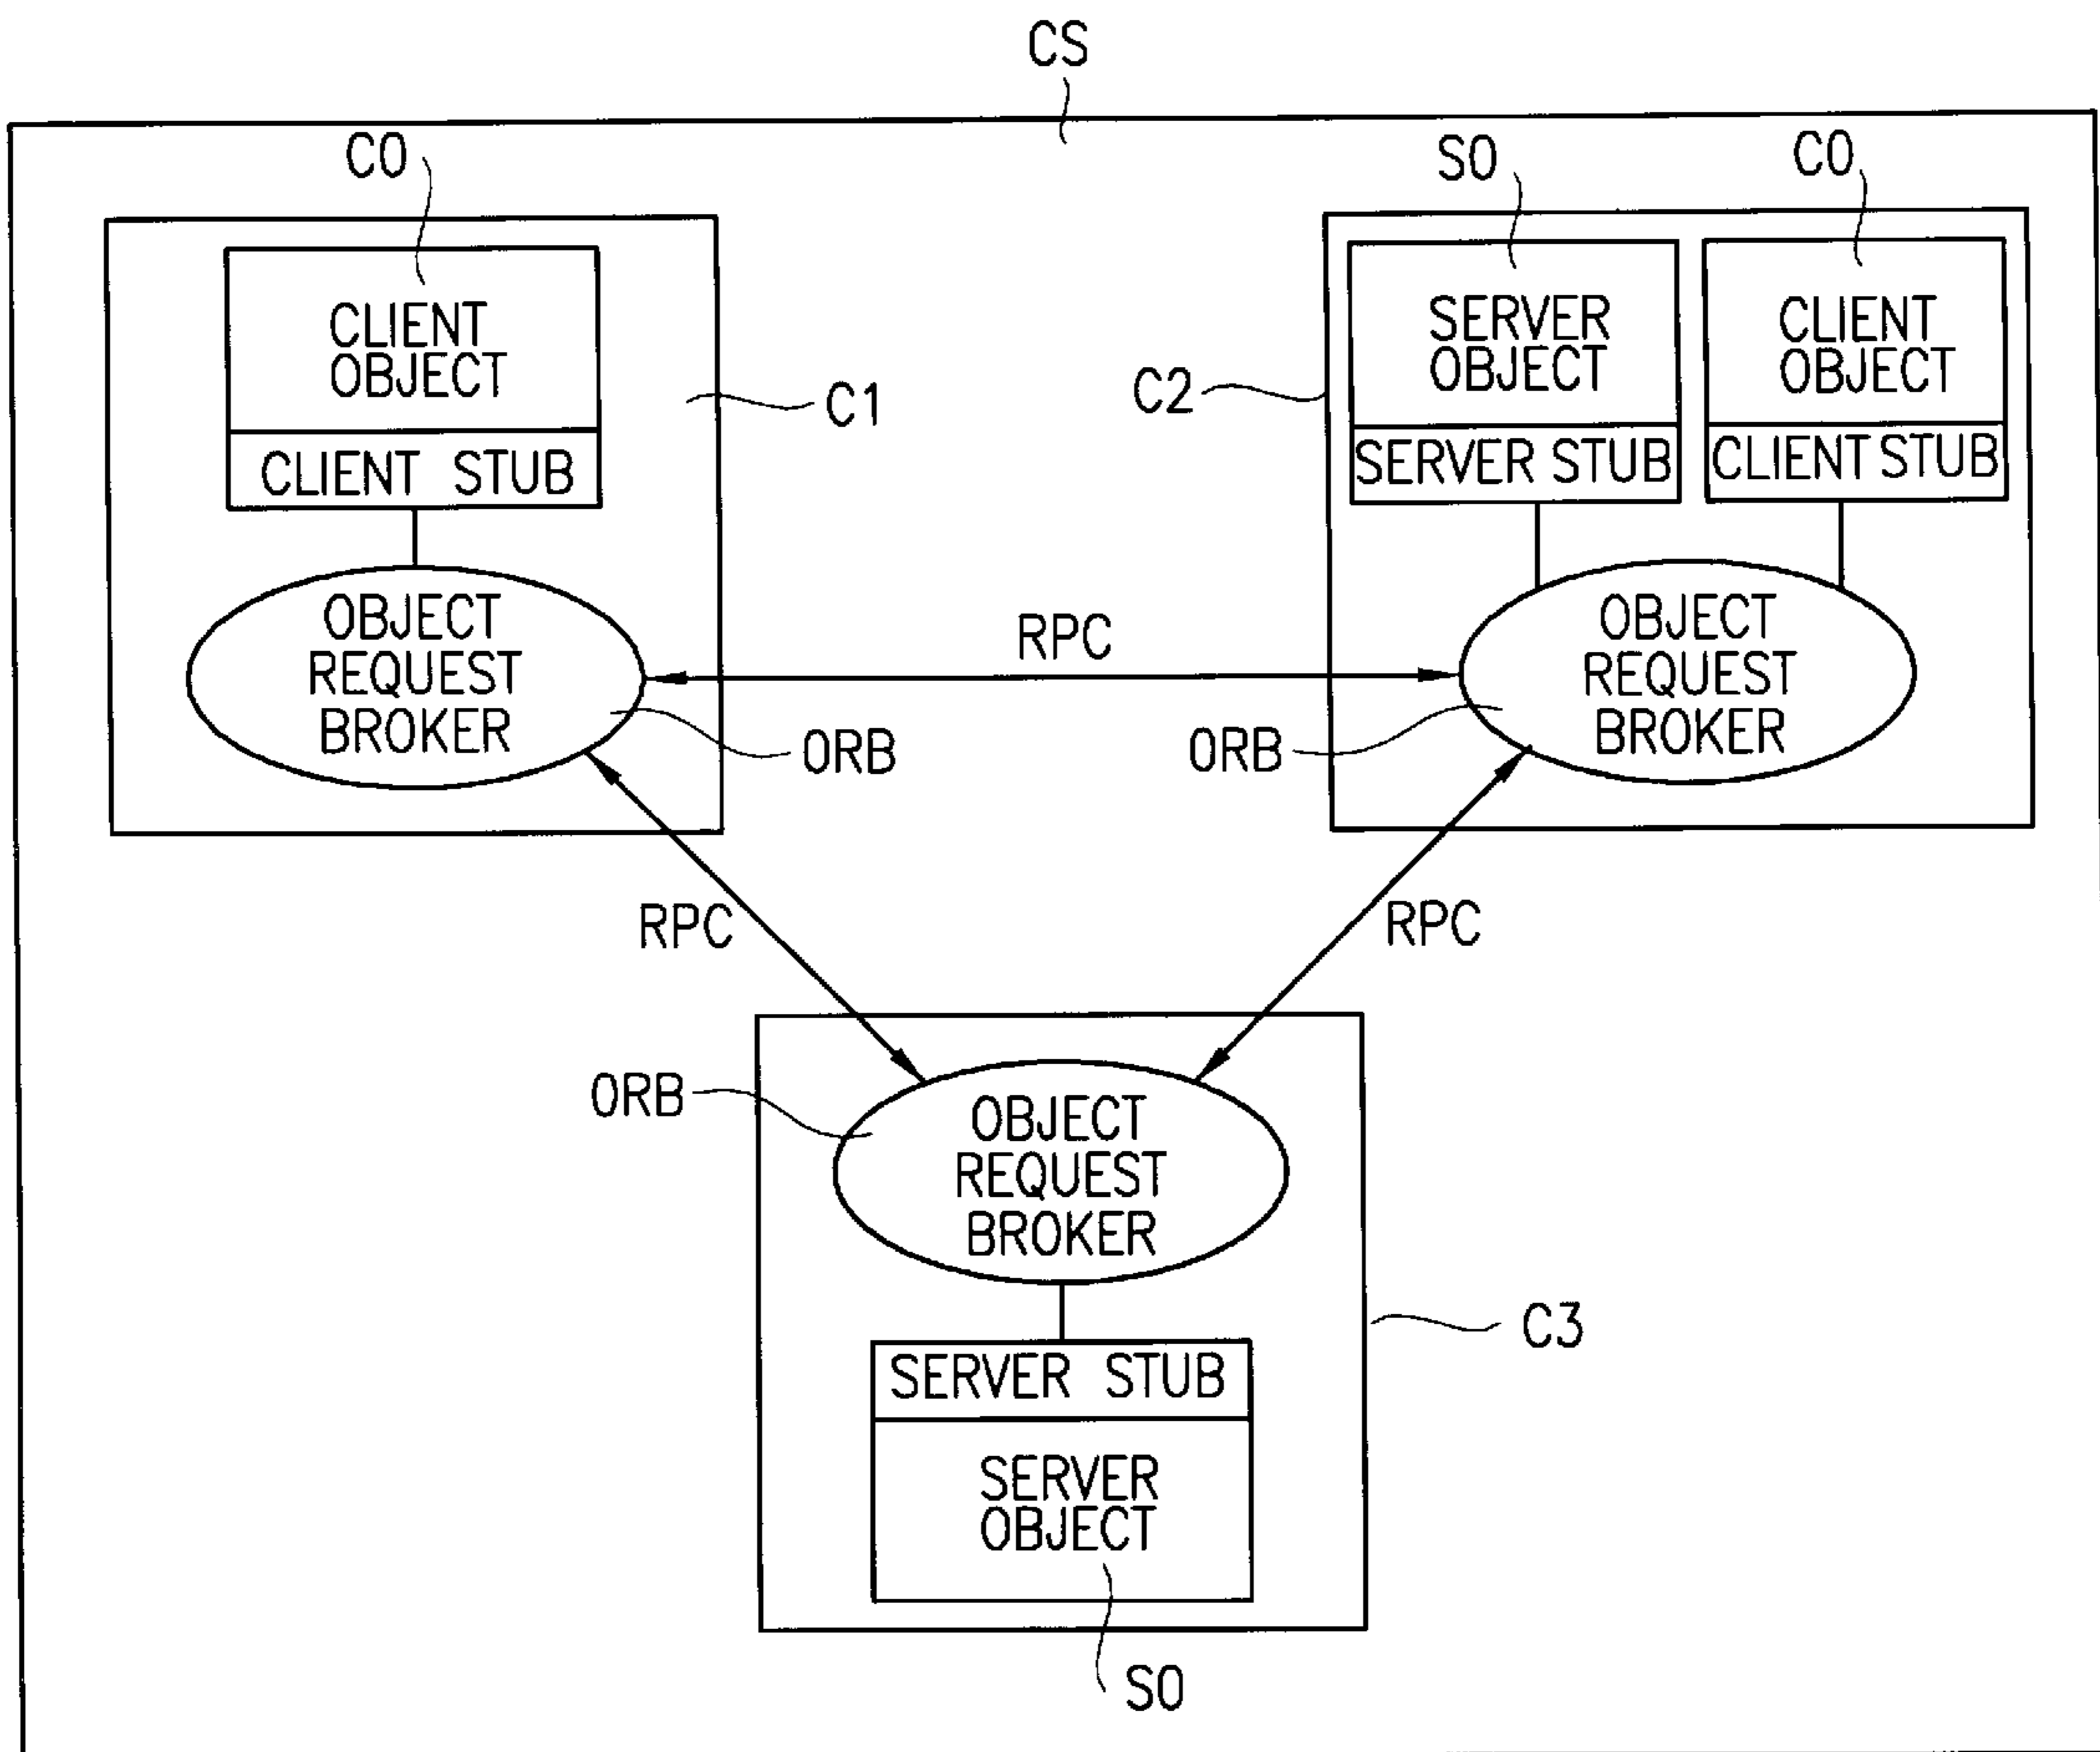 CS
CO
SO
CO
CLIENT
OBJECT
CLIENT STUB
C1
C2
SERVER
OBJECT
SERVER STUB
CLIENT
OBJECT
CLIENT STUB
OBJECT
REQUEST
BROKER
ORB
RPC
ORB
OBJECT
REQUEST
BROKER
RPC
RPC
ORB
OBJECT
REQUEST
BROKER
C3
SERVER STUB
SERVER
OBJECT
SO